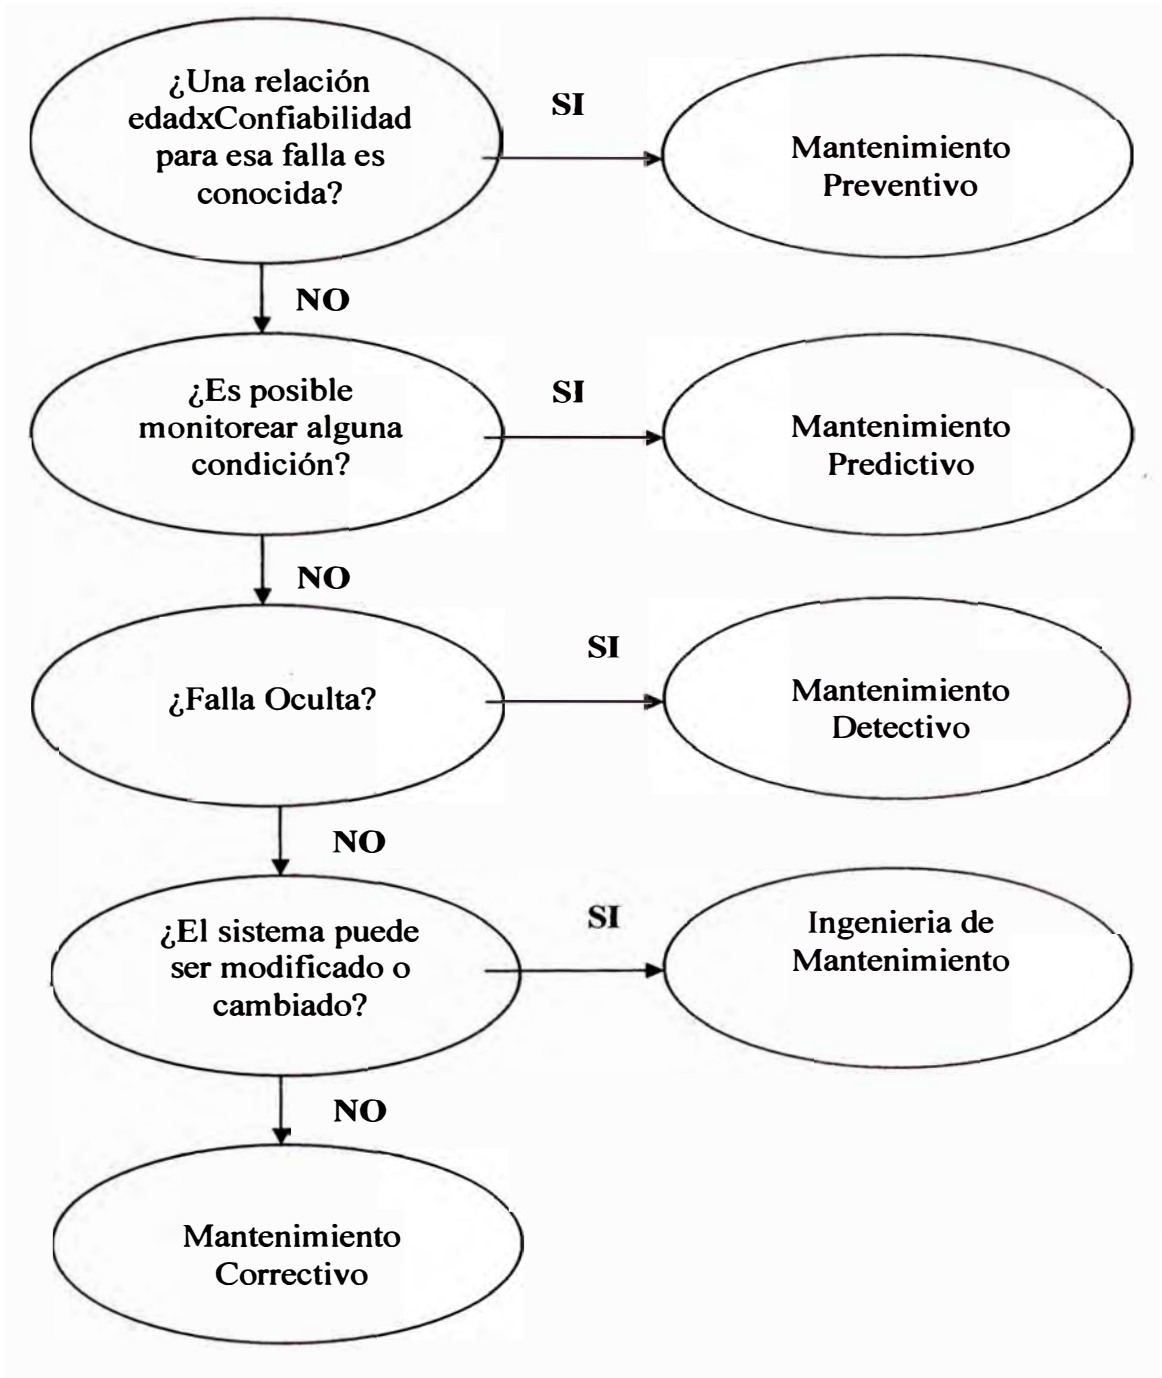 ¿Una relación
edadxConfiabilidad
para esa falla es
conocida?
SI
Mantenimiento
Preventivo
NO
¿Es posible
monitorear alguna
condición?
SI
Mantenimiento
Predictivo
NO
¿Falla Oculta?
SI
Mantenimiento
Detectivo
NO
¿El sistema puede
ser modificado o
cambiado?
SI
Ingenieria de
Mantenimiento
NO
Mantenimiento
Correctivo